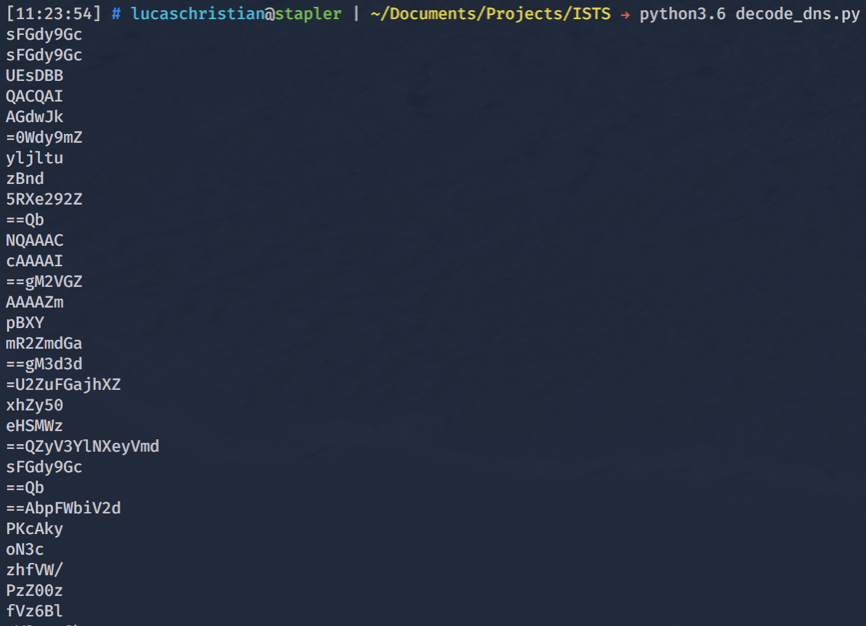 [11:23:54] # lucaschristian@stapler | ~/Documents/Projects/ISTS → python3.6 decode_dns.py
sFGdy9Gc
sFGdy9Gc
UEsDBB
QACQAI
AGdwJk
=0Wdy9mZ
yljltu
zBnd
5RXe292Z
==Qb
NQAAAC
cAAAAI
==gM2VGZ
AAAAZm
pBXY
mR2ZmdGa
==gM3d3d
=U2ZuFGajhXZ
xhZy50
eHSMWz
==QZyV3YlNXeyVmd
sFGdy9Gc
==Qb
==AbpFWbiV2d
PKcAky
oN3c
zhfVW/
PzZ00z
fVz6Bl